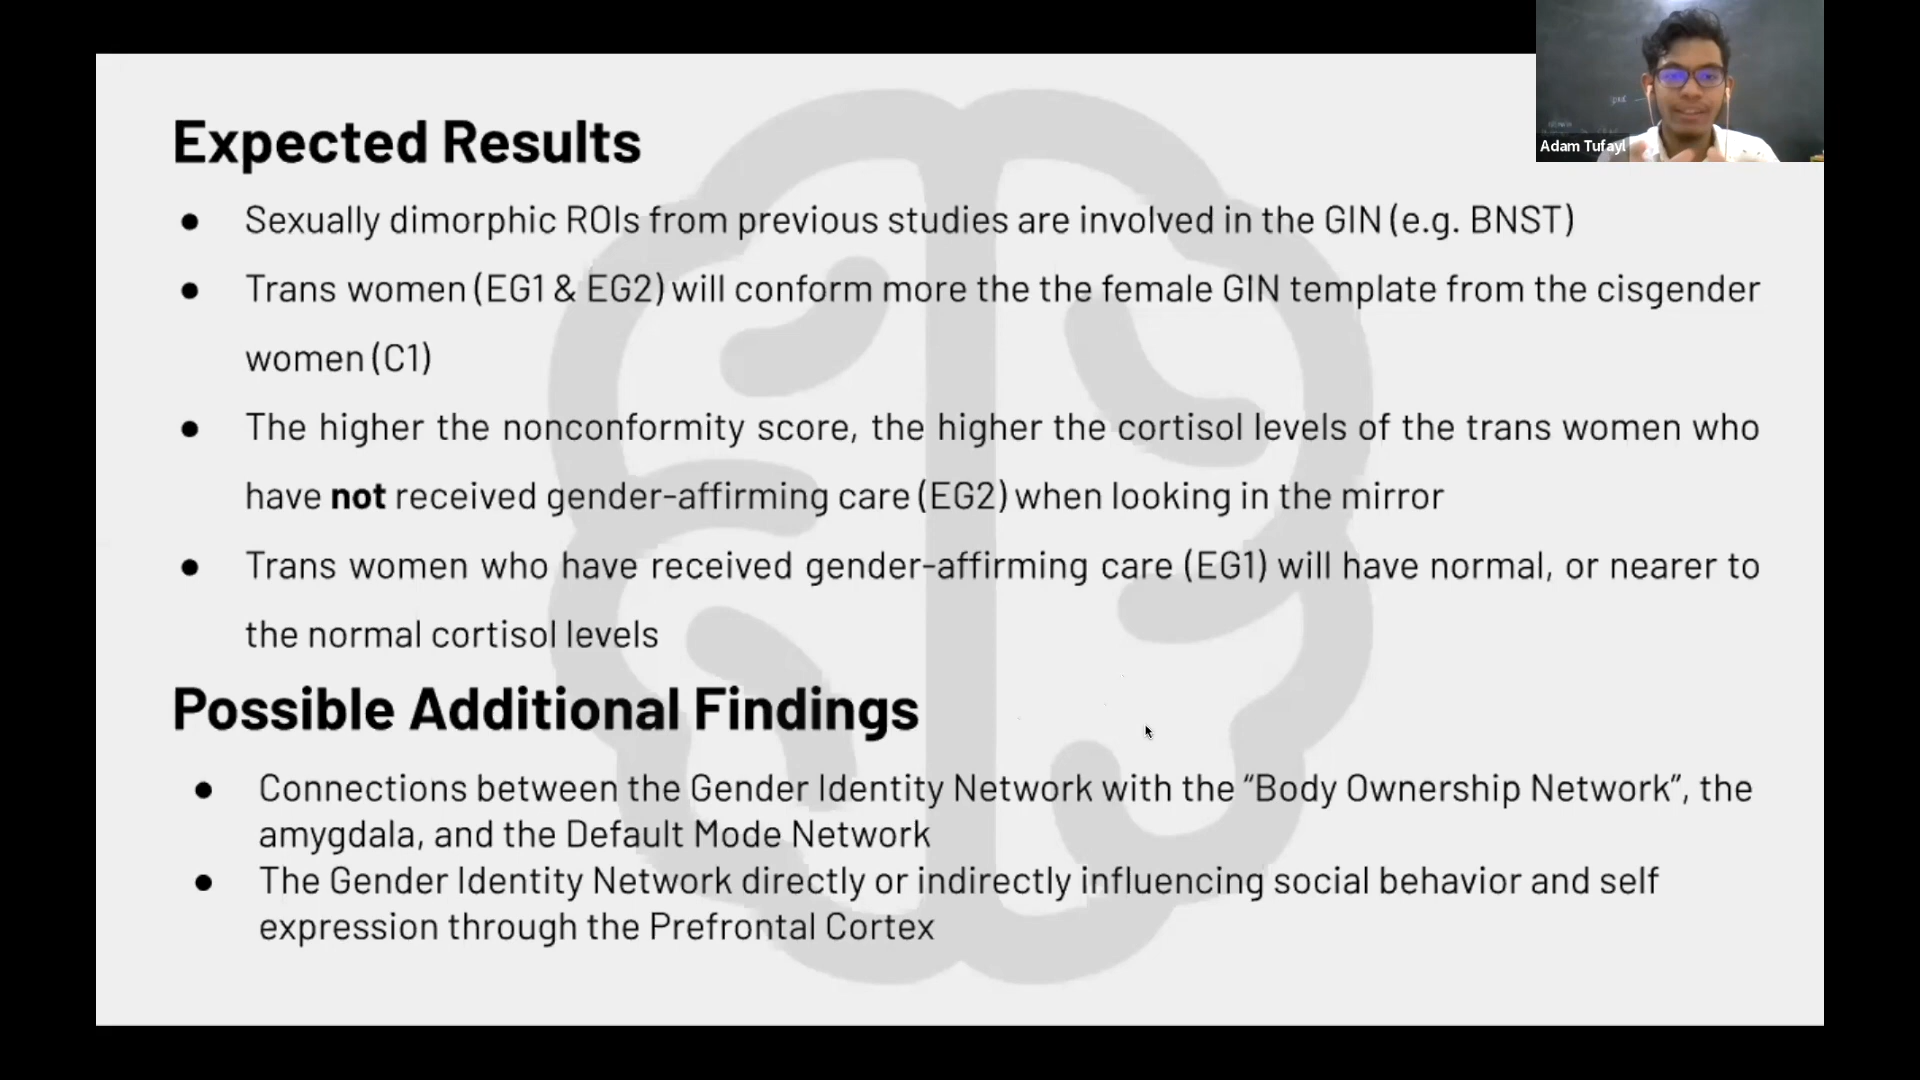 Adam Tufayl
Expected Results
● Sexually dimorphic ROIs from previous studies are involved in the GIN (e.g. BNST)
● Trans women (EG1 & EG2) will conform more the the female GIN template from the cisgender
women (C1)
● The higher the nonconformity score, the higher the cortisol levels of the trans women who
have not received gender-affirming care (EG2) when looking in the mirror
● Trans women who have received gender-affirming care (EG1) will have normal, or nearer to
the normal cortisol levels
Possible Additional Findings
● Connections between the Gender Identity Network with the “Body Ownership Network”, the
amygdala, and the Default Mode Network
● The Gender Identity Network directly or indirectly influencing social behavior and self
expression through the Prefrontal Cortex